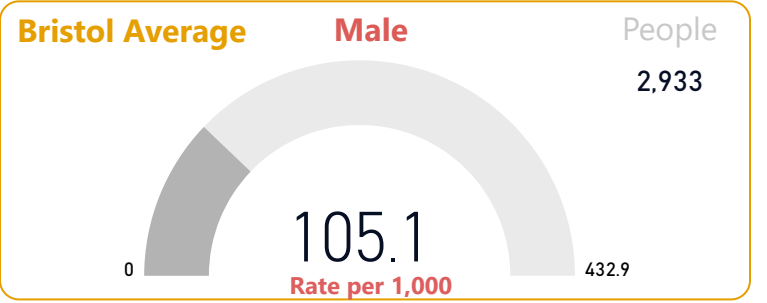 Bristol Average
Male
People
2,933
105.1
0
432.9
Rate per 1,000